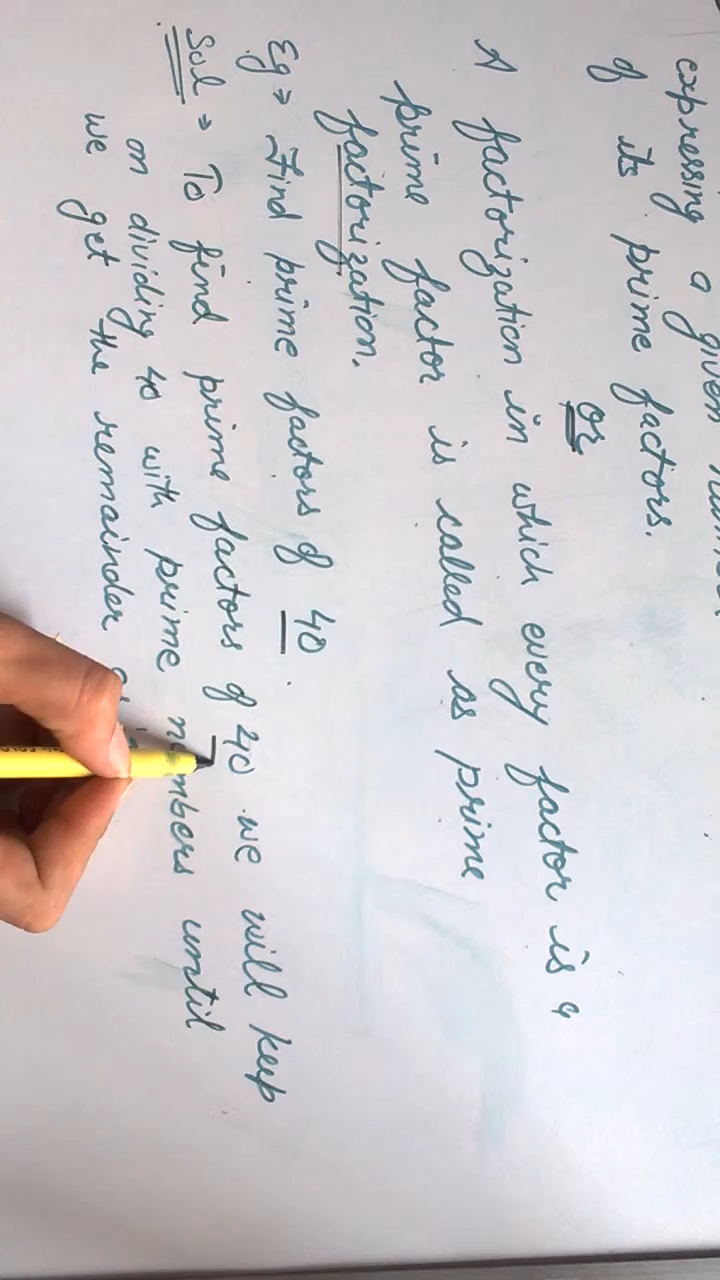 expressing a given
of its prime factors.
or
A factorization in which every factor is a
prime factor is called as prime
factorization.
Eg → Find prime factors of 40.
Sol → To find prime factors of 40 we will keep
on dividing 40 with prime numbers until
we get the remainder